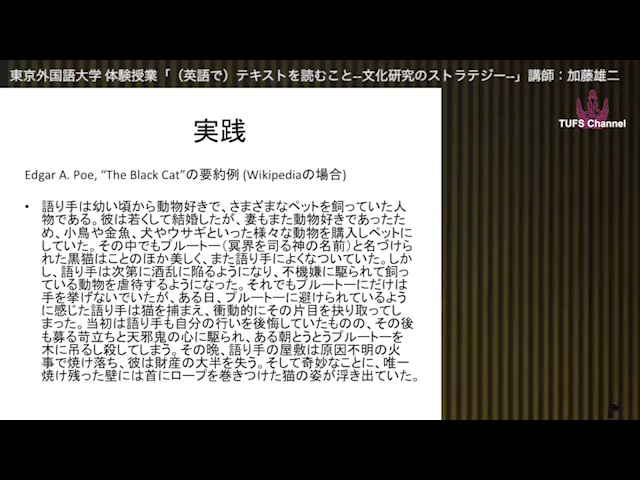 東京外国語大学 体験授業「（英語で）テキストを読むこと--文化研究のストラテジー--」講師：加藤雄二
TUFS Channel
実践
Edgar A. Poe, “The Black Cat”の要約例 (Wikipediaの場合)
• 語り手は幼い頃から動物好きで、さまざまなペットを飼っていた人
物である。彼は若くして結婚したが、妻もまた動物好きであったた
め、小鳥や金魚、犬やウサギといった様々な動物を購入しペットに
していた。その中でもプルートー（冥界を司る神の名前）と名づけら
れた黒猫はことのほか美しく、また語り手によくなついていた。しか
し、語り手は次第に酒乱に陥るようになり、不機嫌に駆られて飼っ
ている動物を虐待するようになった。それでもプルートーにだけは
手を挙げないでいたが、ある日、プルートーに避けられているよう
に感じた語り手は猫を捕まえ、衝動的にその片目を抉り取ってし
まった。当初は語り手も自分の行いを後悔していたものの、その後
も募る苛立ちと天邪鬼の心に駆られ、ある朝とうとうプルートーを
木に吊るし殺してしまう。その晩、語り手の屋敷は原因不明の火
事で焼け落ち、彼は財産の大半を失う。そして奇妙なことに、唯一
焼け残った壁には首にロープを巻きつけた猫の姿が浮き出ていた。